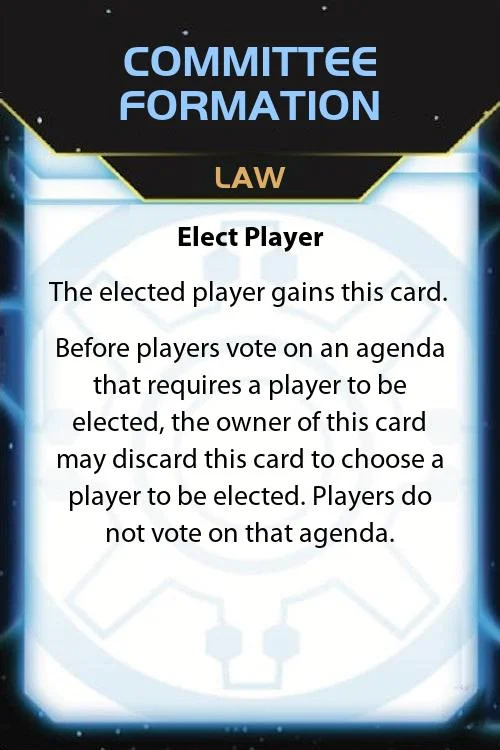 COMMITTEE
FORMATION
LAW
Elect Player
The elected player gains this card.
Before players vote on an agenda
that requires a player to be
elected, the owner of this card
may discard this card to choose a
player to be elected. Players do
not vote on that agenda.